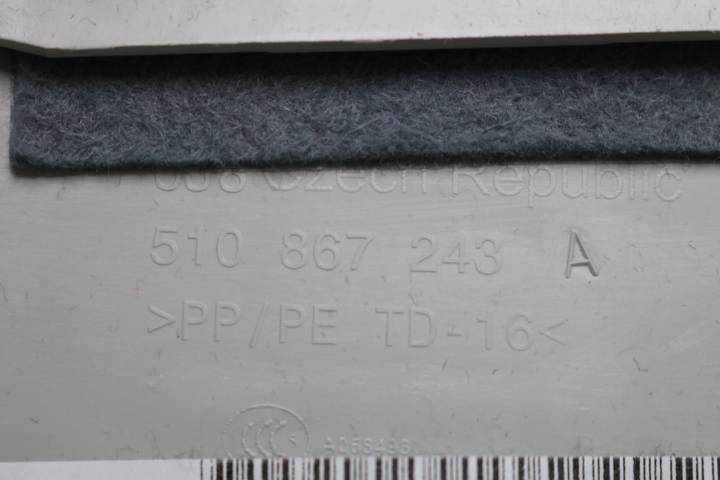 Czech Republic
510 867 243 A
>PP/PE TD-16<